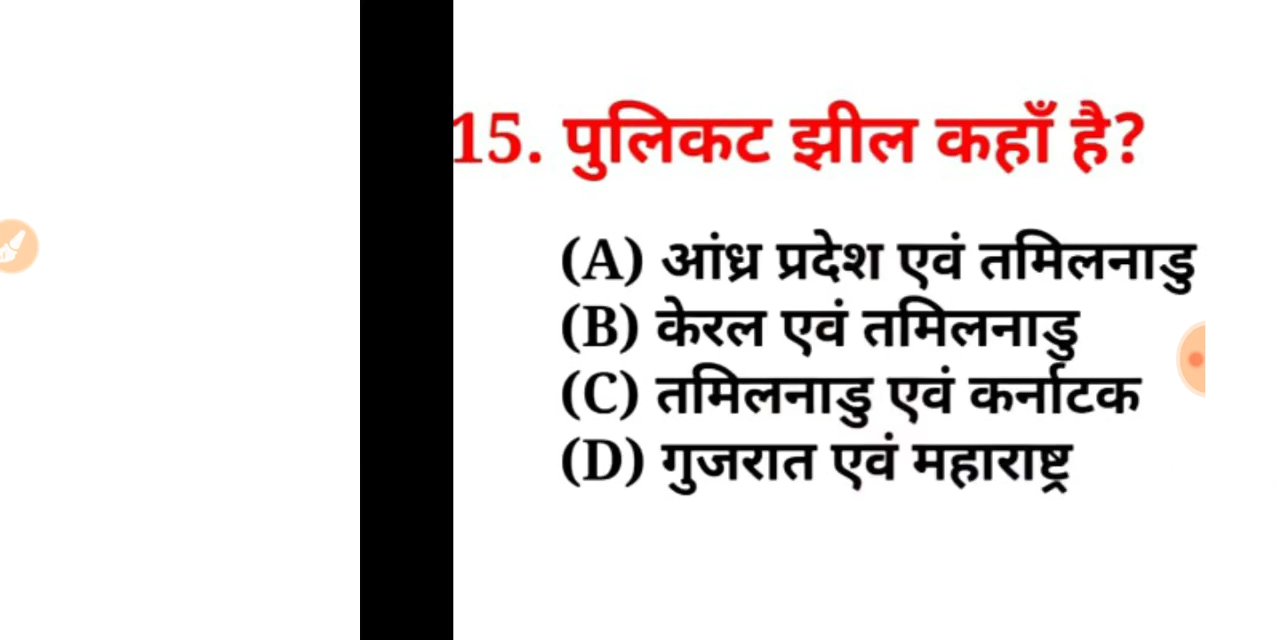 15. पुलिकट झील कहाँ है?
(A) आंध्र प्रदेश एवं तमिलनाडु
(B) केरल एवं तमिलनाडु
(C) तमिलनाडु एवं कर्नाटक
(D) गुजरात एवं महाराष्ट्र